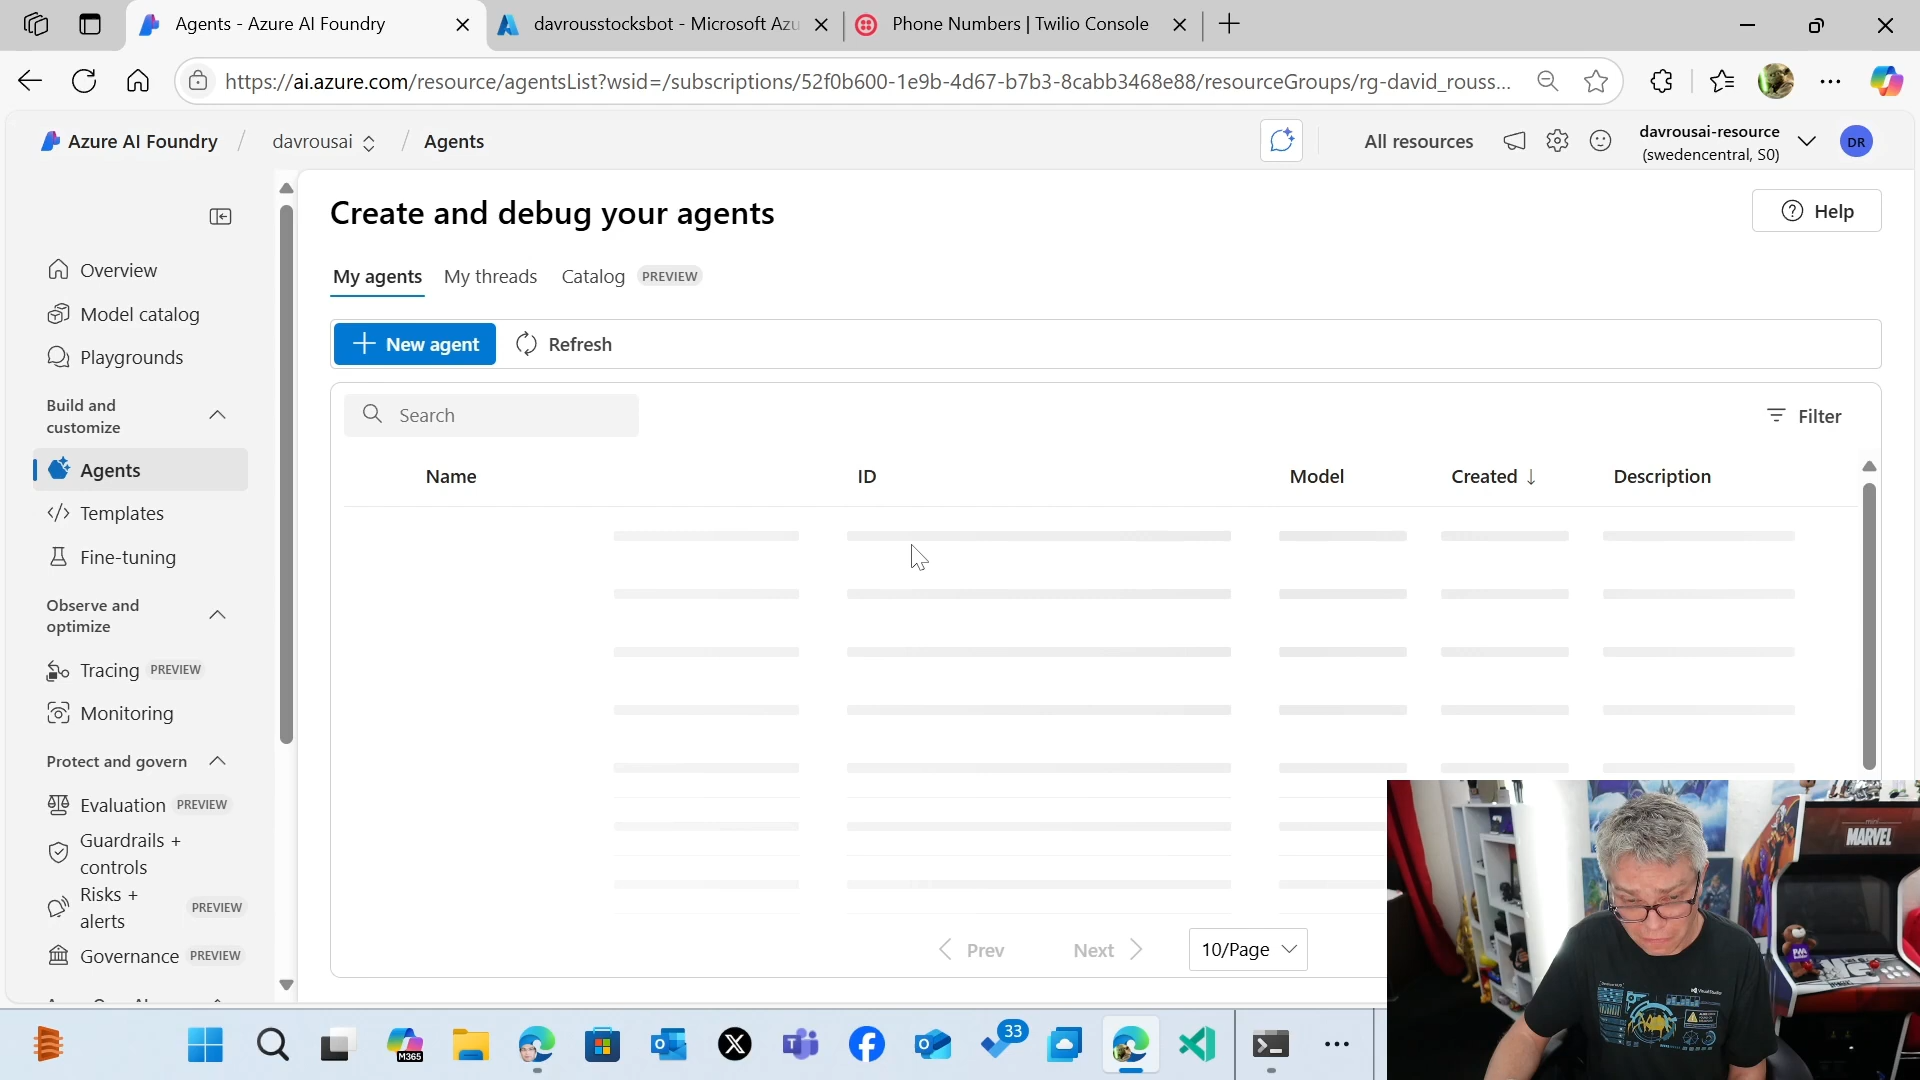 Agents - Azure AI Foundry
davrousstocksbot - Microsoft Azu
Phone Numbers | Twilio Console
https://ai.azure.com/resource/agentsList?wsid=/subscriptions/52f0b600-1e9b-4d67-b7b3-8cabb3468e88/resourceGroups/rg-david_rouss...
Azure AI Foundry / davrousai / Agents
All resources
davrousai-resource
(swedencentral, S0)
DR
Create and debug your agents
Help
My agents
My threads
Catalog PREVIEW
New agent
Refresh
Search
Filter
Name
ID
Model
Created ↓
Description
Overview
Model catalog
Playgrounds
Build and
customize
Agents
Templates
Fine-tuning
Observe and
optimize
Tracing PREVIEW
Monitoring
Protect and govern
Evaluation PREVIEW
Guardrails +
controls
Risks +
alerts PREVIEW
Governance PREVIEW
Prev
Next
10/Page
MARVEL
M365
33